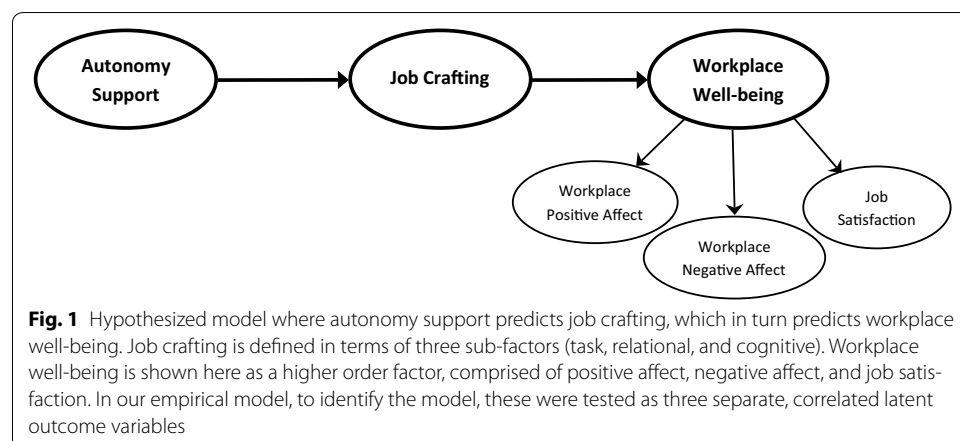 Autonomy
Support
Job Crafting
Workplace
Well-being
Workplace
Positive Affect
Workplace
Negative Affect
Job
Satisfaction
Fig. 1 Hypothesized model where autonomy support predicts job crafting, which in turn predicts workplace
well-being. Job crafting is defined in terms of three sub-factors (task, relational, and cognitive). Workplace
well-being is shown here as a higher order factor, comprised of positive affect, negative affect, and job satis-
faction. In our empirical model, to identify the model, these were tested as three separate, correlated latent
outcome variables